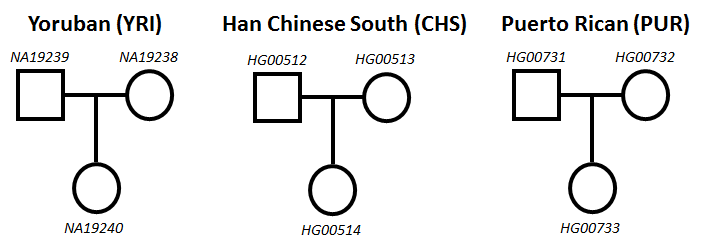 Yoruban (YRI)
NA19239 NA19238
NA19240
Han Chinese South (CHS)
HG00512 HG00513
HG00514
Puerto Rican (PUR)
HG00731 HG00732
HG00733